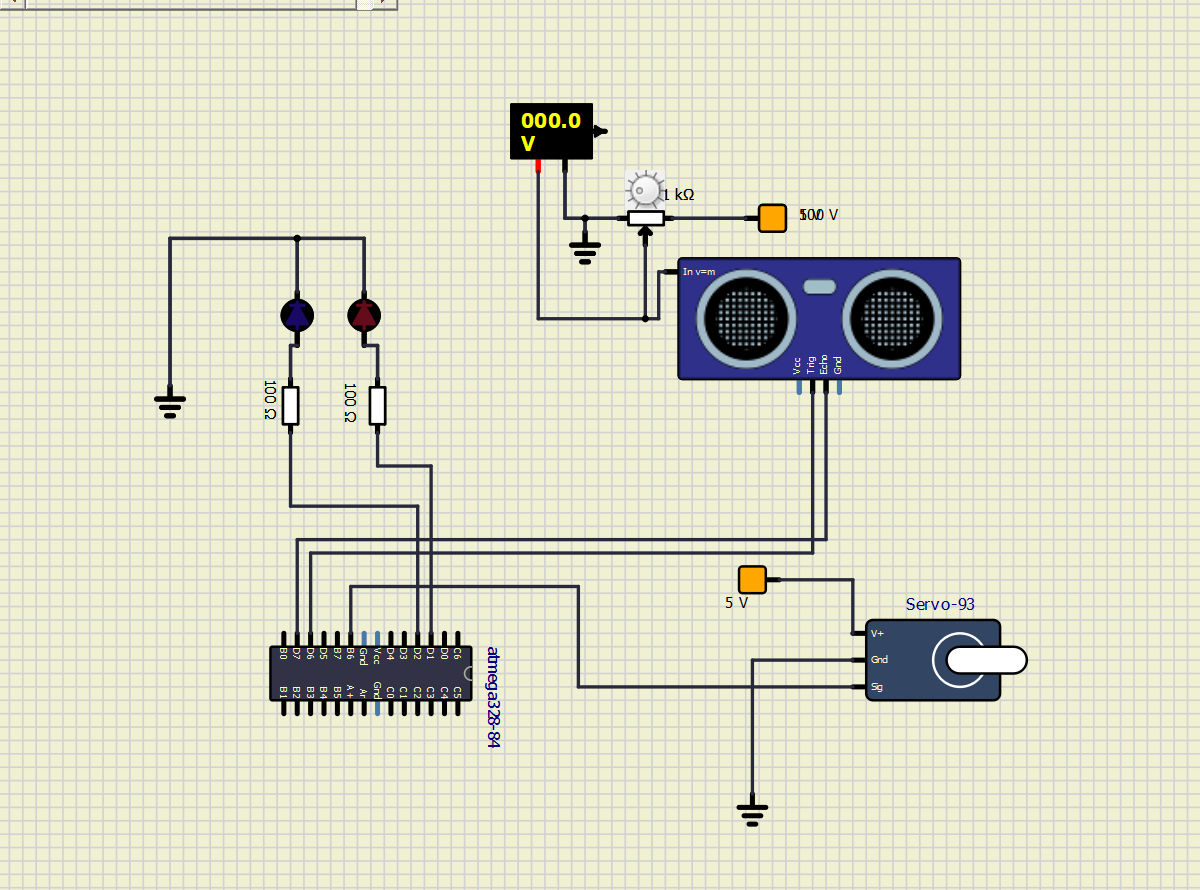 000.0
V
1 kΩ
5 V
100 V
In v=m
Vcc
Trig
Echo
Gnd
100 Ω
100 Ω
5 V
Servo-93
V+
Gnd
Sig
B0 D7 D6 D5 B7 B6 Gnd Vcc D4 D3 D2 D1 D0 C6
B1 B2 B3 B4 B5 A+ Ar Gnd C0 C1 C2 C3 C4 C5
atmega328-84